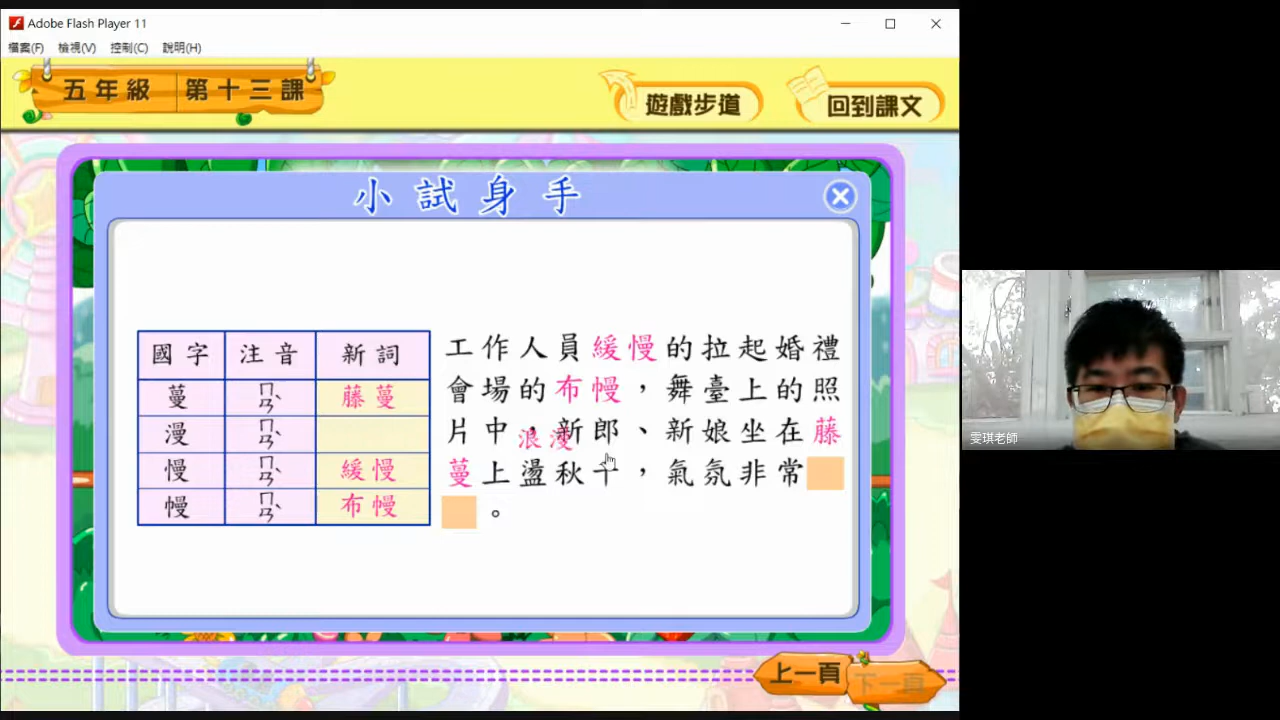 Adobe Flash Player 11
檔案(F) 檢視(V) 控制(C) 說明(H)
五年級 第十三課
遊戲步道
回到課文
小試身手
國字 注音 新詞
蔓 ㄇㄢˋ 藤蔓
漫 ㄇㄢˋ
慢 ㄇㄢˋ 緩慢
幔 ㄇㄢˋ 布幔
工作人員緩慢的拉起婚禮
會場的布幔，舞臺上的照
片中，新郎、新娘坐在藤
浪漫
蔓上盪秋千，氣氛非常
。
上一頁
下一頁
雯琪老師